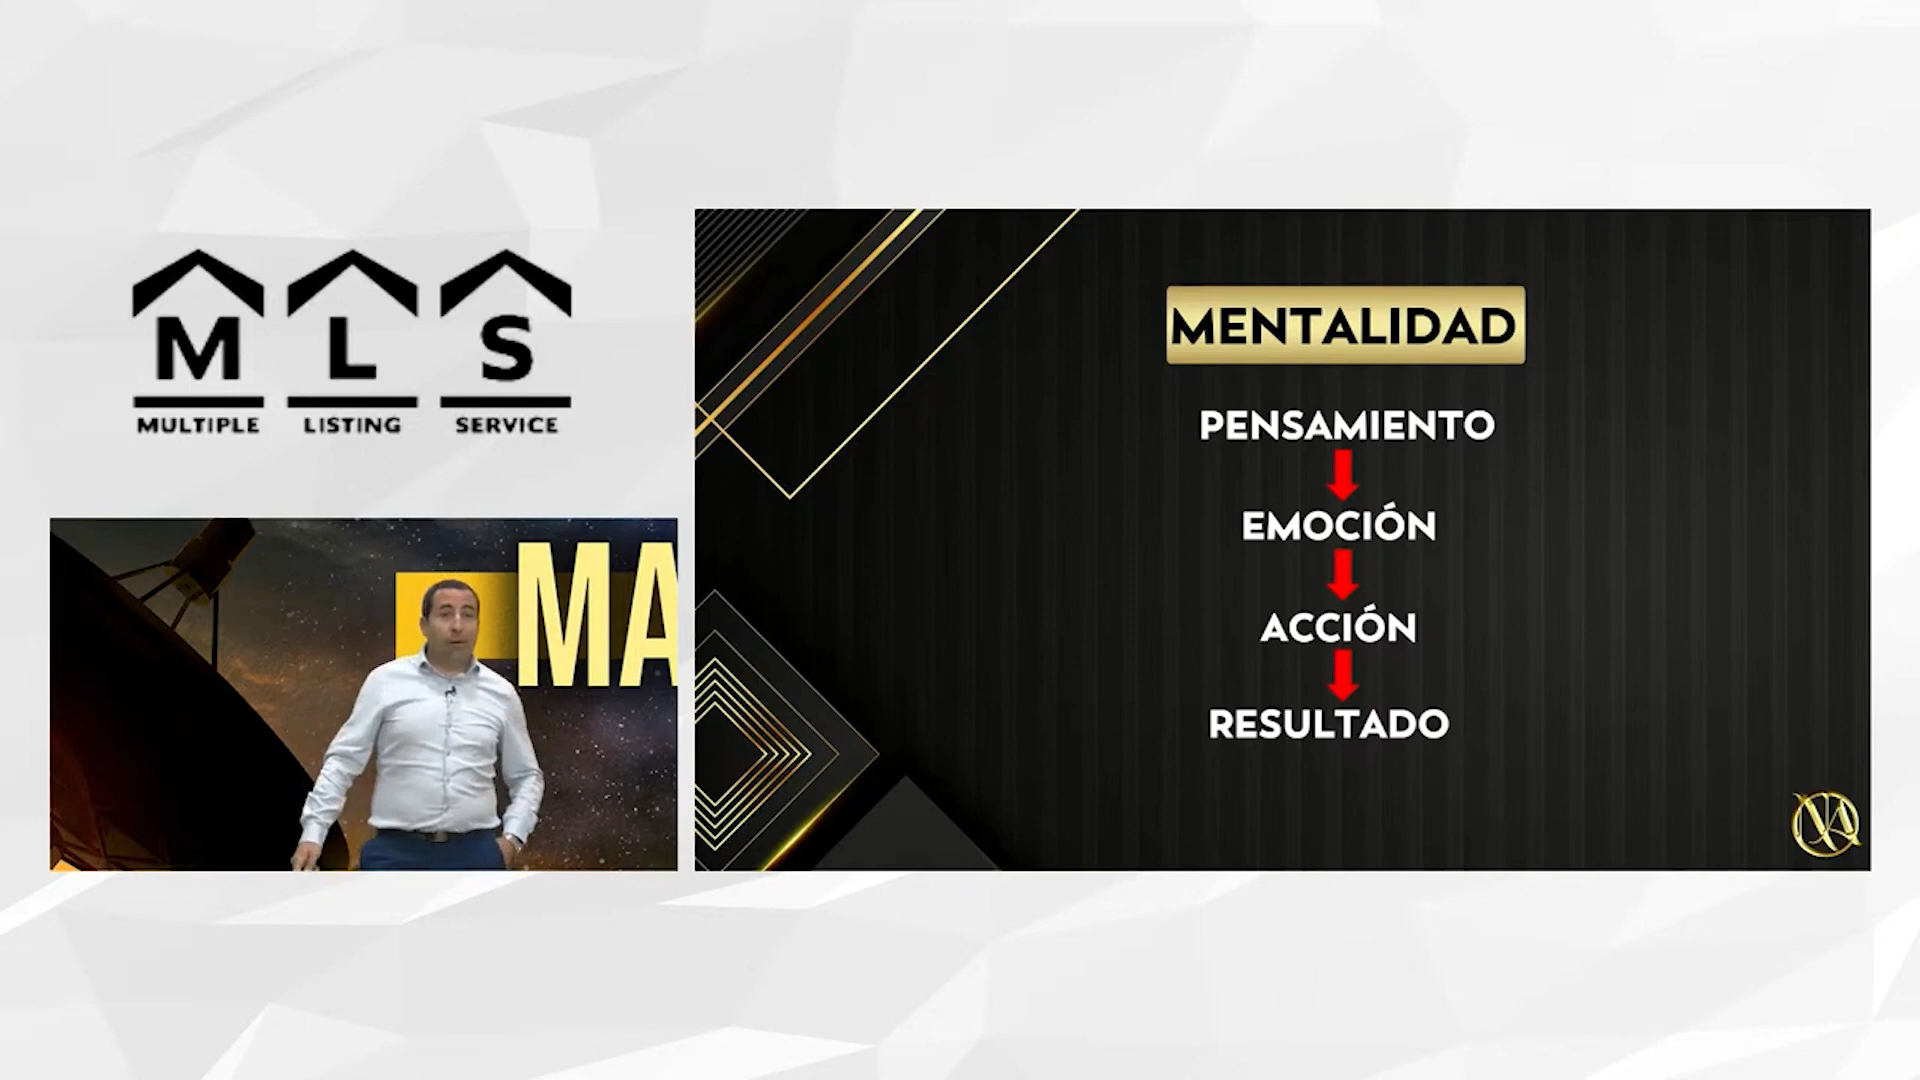 M L S
MULTIPLE LISTING SERVICE
MA
MENTALIDAD
PENSAMIENTO
EMOCIÓN
ACCIÓN
RESULTADO